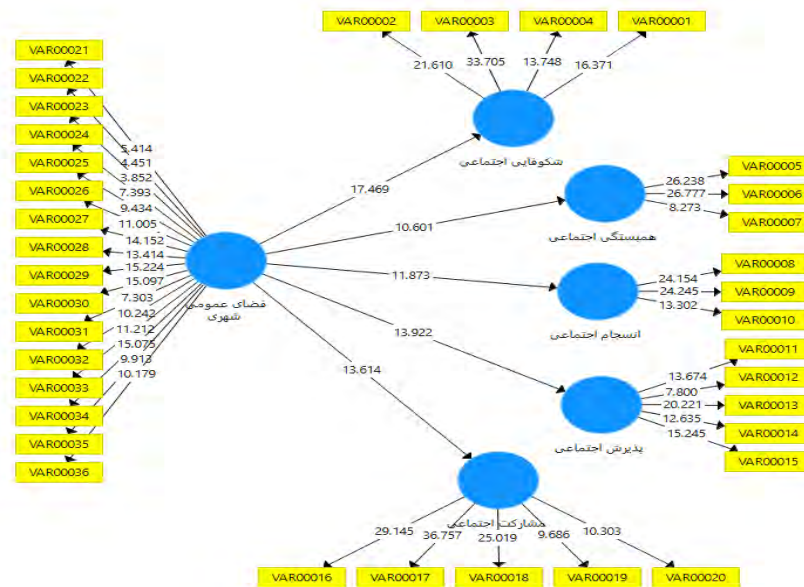 VAR00002
VAR00003
VAR00004
VAR00001
21.610
33.705
13.748
16.371
شکوفایی اجتماعی
VAR00021
VAR00022
VAR00023
VAR00024
VAR00025
VAR00026
VAR00027
VAR00028
VAR00029
VAR00030
VAR00031
VAR00032
VAR00033
VAR00034
VAR00035
VAR00036
5.414
4.451
3.852
7.393
9.434
11.005
14.152
13.414
15.224
15.097
7.303
10.242
11.212
15.075
9.913
10.179
فضای عمومی
شهری
17.469
10.601
11.873
13.922
13.614
VAR00005
VAR00006
VAR00007
26.238
26.777
8.273
همبستگی اجتماعی
VAR00008
VAR00009
VAR00010
24.154
24.245
13.302
انسجام اجتماعی
VAR00011
VAR00012
VAR00013
VAR00014
VAR00015
13.674
7.800
20.221
12.635
15.245
پذیرش اجتماعی
مشارکت اجتماعی
29.145
36.757
25.019
9.686
10.303
VAR00016
VAR00017
VAR00018
VAR00019
VAR00020